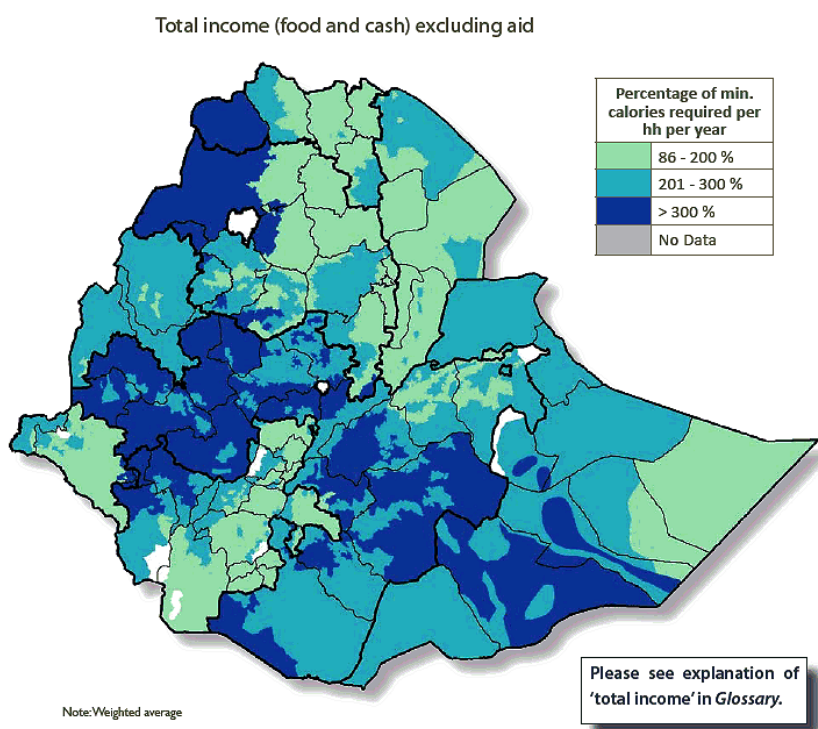 Total income (food and cash) excluding aid
Percentage of min.
calories required per
hh per year
86 - 200 %
201 - 300 %
> 300 %
No Data
Please see explanation of
‘total income’ in Glossary.
Note: Weighted average